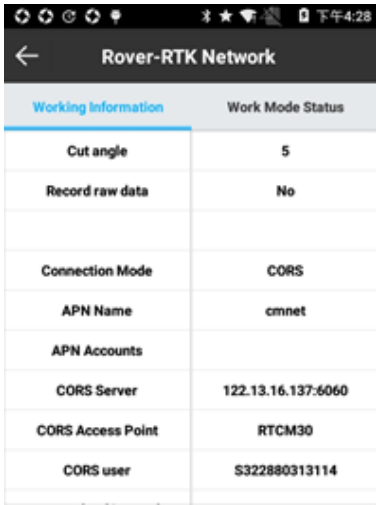 下午4:28
Rover-RTK Network
Working Information Work Mode Status
Cut angle 5
Record raw data No
Connection Mode CORS
APN Name cmnet
APN Accounts
CORS Server 122.13.16.137:6060
CORS Access Point RTCM30
CORS user S322880313114